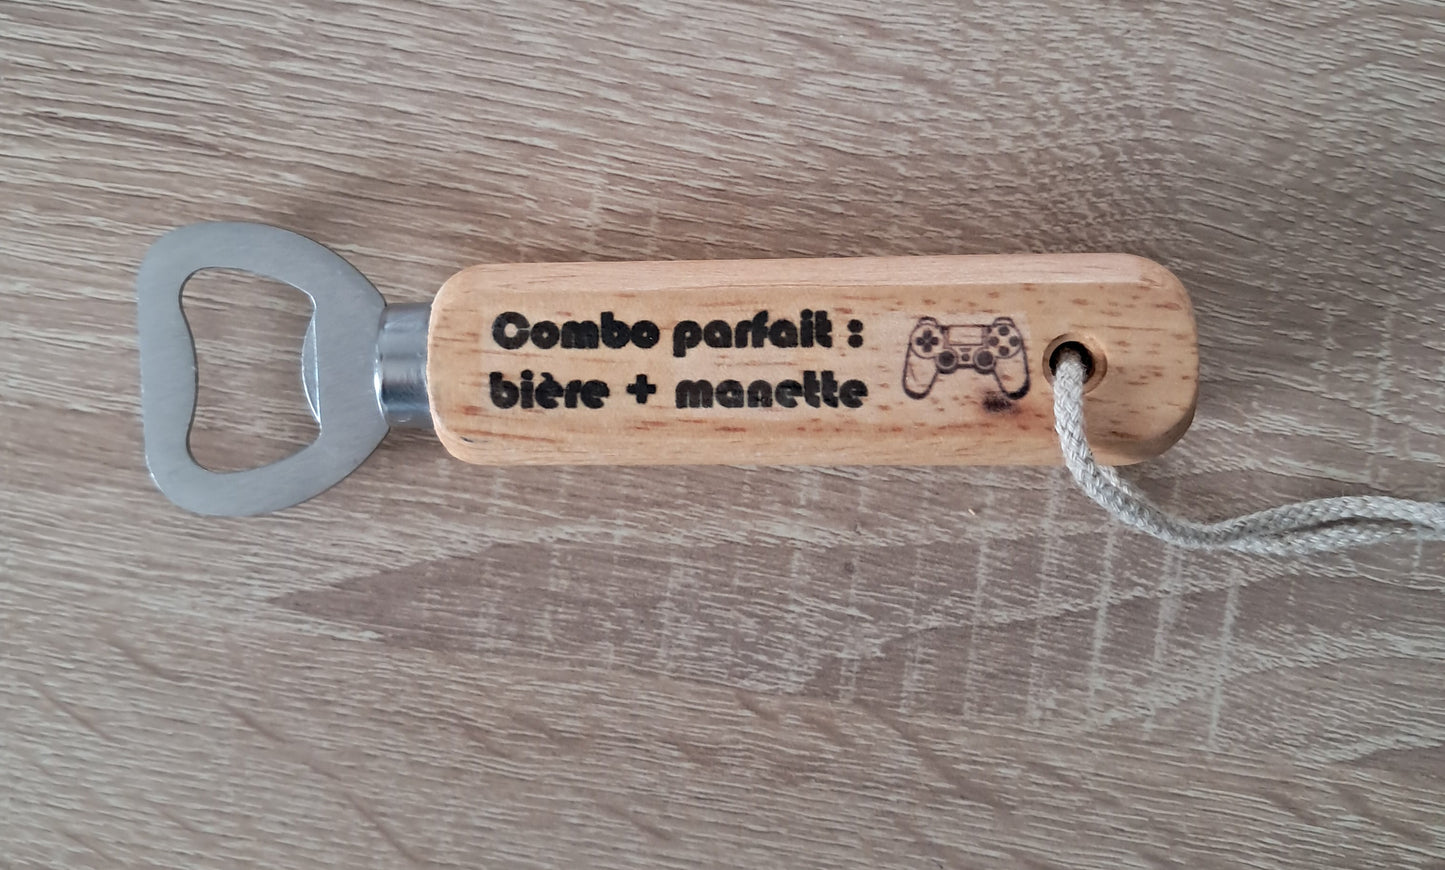 Combo parfait :
bière + manette